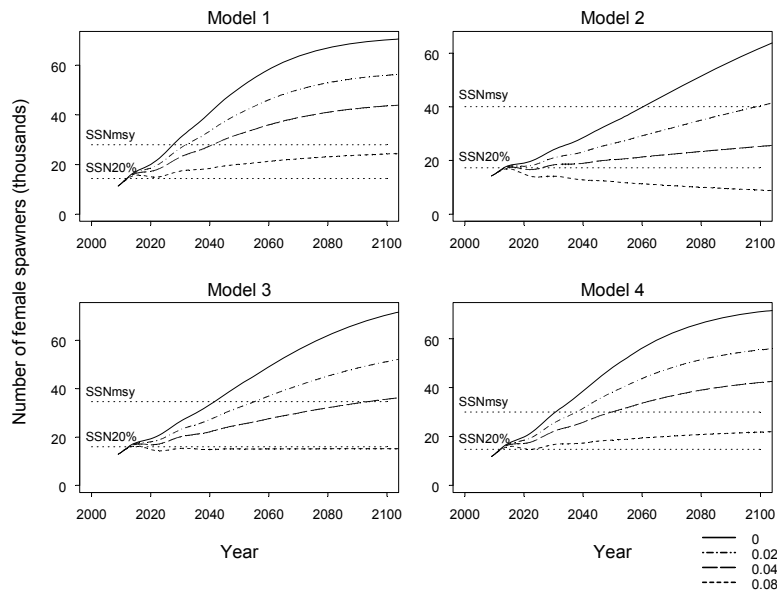 Model 1
Model 2
Number of female spawners (thousands)
60
40
20
0
SSNmsy
SSN20%
2000 2020 2040 2060 2080 2100
60
40
20
0
SSNmsy
SSN20%
2000 2020 2040 2060 2080 2100
Model 3
Model 4
60
40
20
0
SSNmsy
SSN20%
2000 2020 2040 2060 2080 2100
60
40
20
0
SSNmsy
SSN20%
2000 2020 2040 2060 2080 2100
Year
Year
0
0.02
0.04
0.08